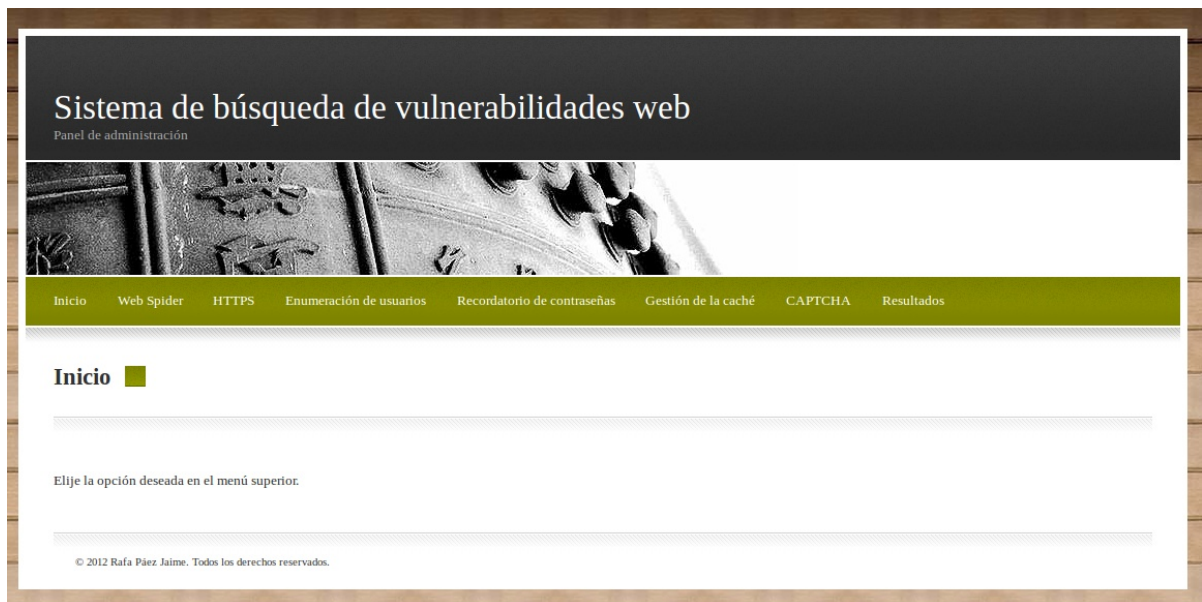 Sistema de búsqueda de vulnerabilidades web
Panel de administración
Inicio Web Spider HTTPS Enumeración de usuarios Recordatorio de contraseñas Gestión de la caché CAPTCHA Resultados
Inicio
Elije la opción deseada en el menú superior.
© 2012 Rafa Páez Jaime. Todos los derechos reservados.